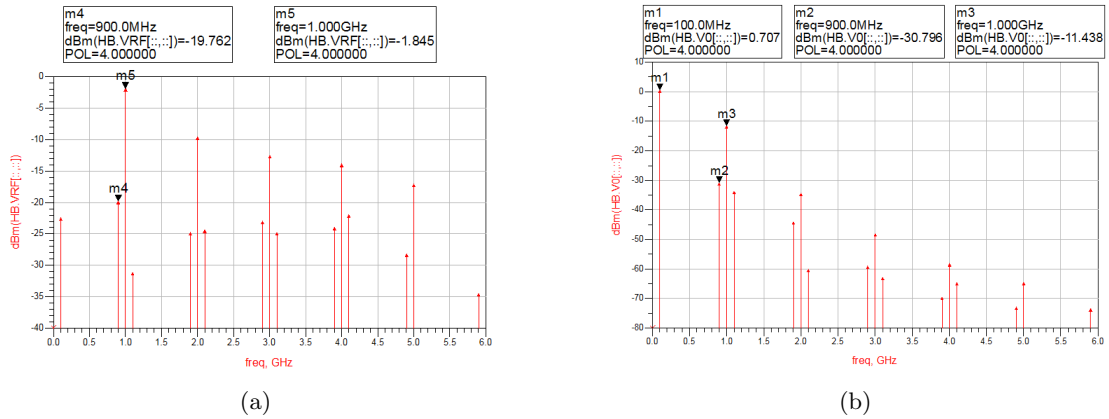 m4
freq=900.0MHz
dBm(HB.VRF[::,::])=-19.762
POL=4.000000
m5
freq=1.000GHz
dBm(HB.VRF[::,::])=-1.845
POL=4.000000
m5
m4
0
-5
-10
-15
-20
-25
-30
-35
-40
dBm(HB.VRF[::,::])
0.0 0.5 1.0 1.5 2.0 2.5 3.0 3.5 4.0 4.5 5.0 5.5 6.0
freq, GHz
(a)
m1
freq=100.0MHz
dBm(HB.V0[::,::])=0.707
POL=4.000000
m2
freq=900.0MHz
dBm(HB.V0[::,::])=-30.796
POL=4.000000
m3
freq=1.000GHz
dBm(HB.V0[::,::])=-11.438
POL=4.000000
m1
m3
m2
10
0
-10
-20
-30
-40
-50
-60
-70
-80
dBm(HB.V0[::,::])
0.0 0.5 1.0 1.5 2.0 2.5 3.0 3.5 4.0 4.5 5.0 5.5 6.0
freq, GHz
(b)